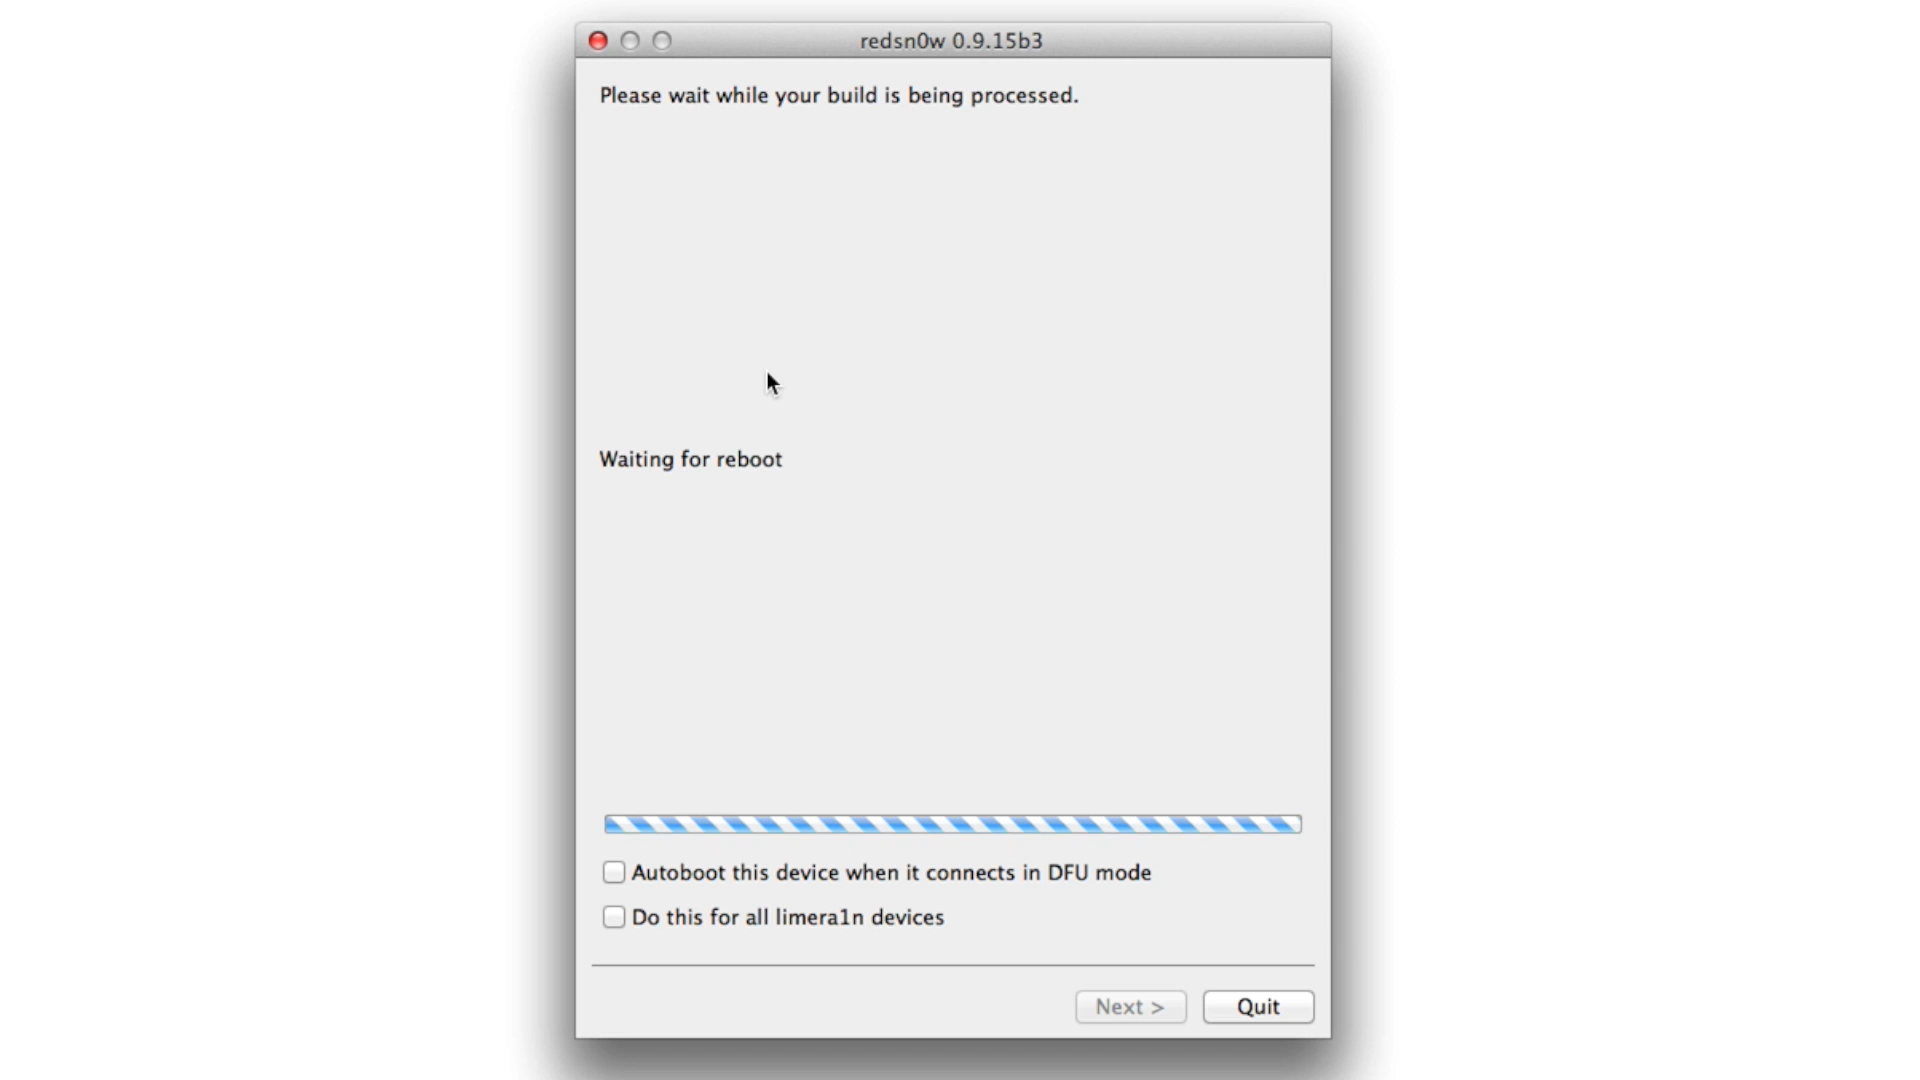 redsn0w 0.9.15b3
Please wait while your build is being processed.
Waiting for reboot
Autoboot this device when it connects in DFU mode
Do this for all limera1n devices
Next >
Quit